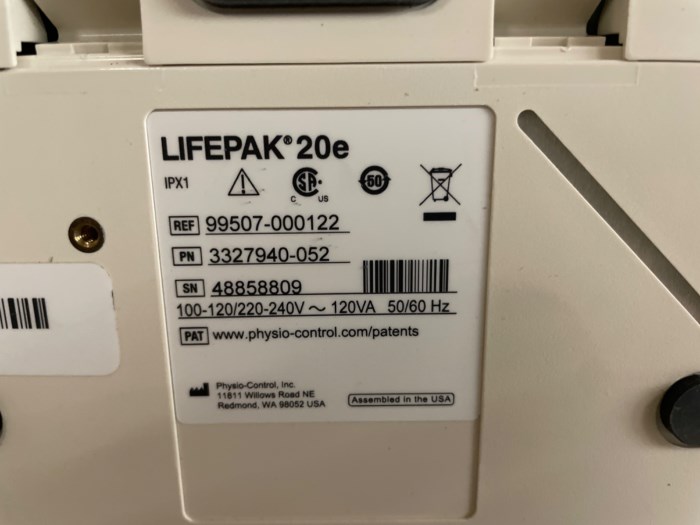 LIFEPAK® 20e
IPX1
SA
C US
50
REF 99507-000122
PN 3327940-052
SN 48858809
100-120/220-240V ~ 120VA 50/60 Hz
PAT www.physio-control.com/patents
Physio-Control, Inc.
11811 Willows Road NE
Redmond, WA 98052 USA
Assembled in the USA